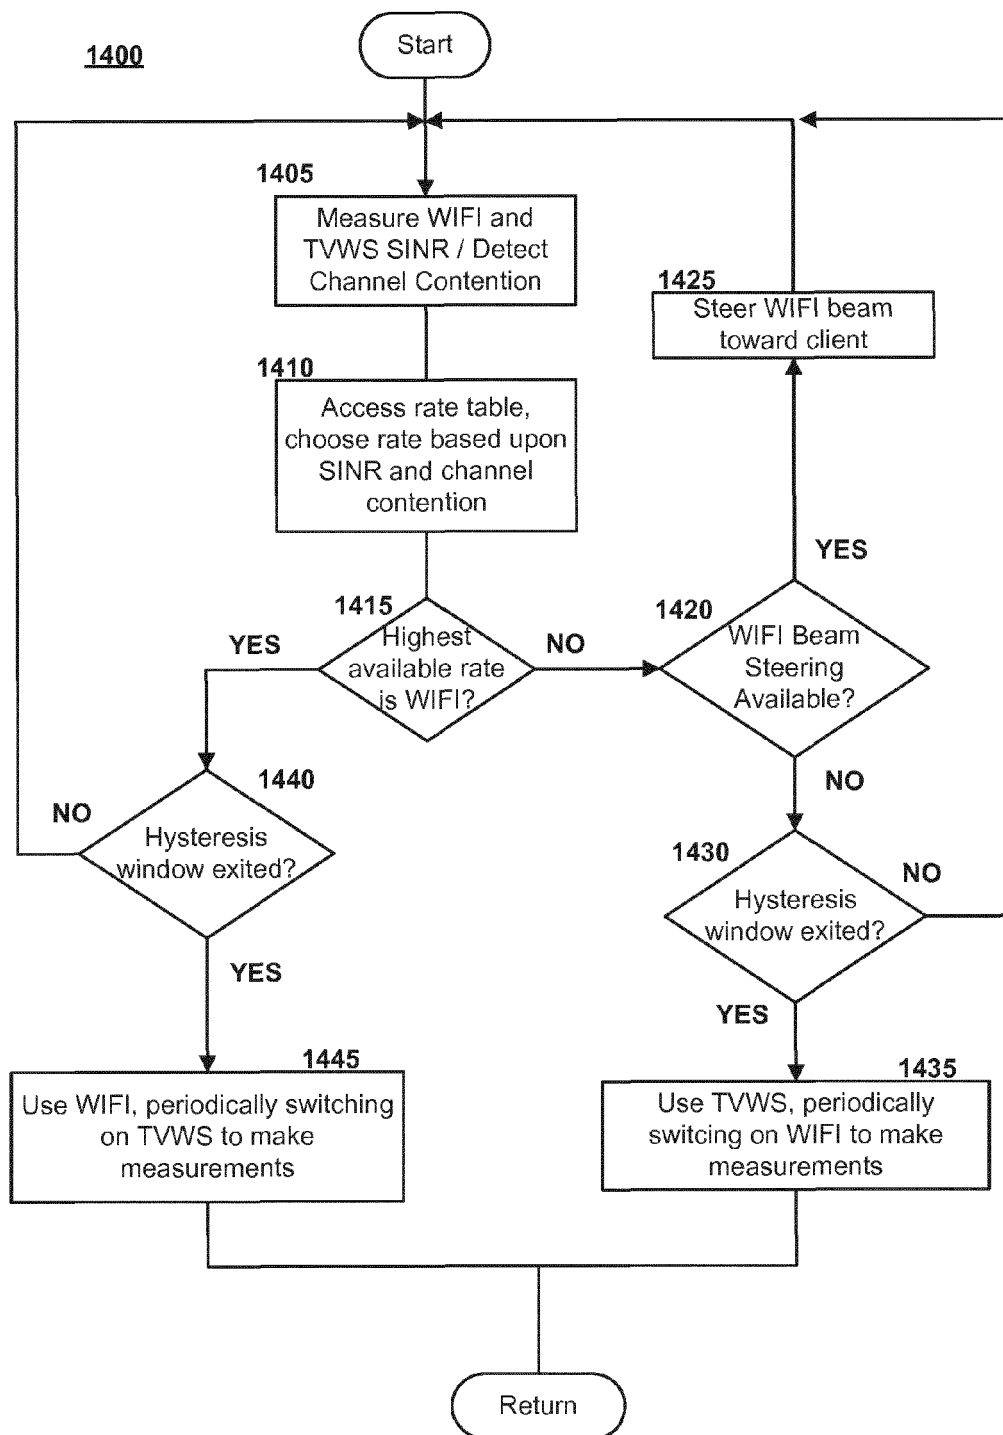 1400
Start
1405
Measure WIFI and
TVWS SINR / Detect
Channel Contention
1425
Steer WIFI beam
toward client
1410
Access rate table,
choose rate based upon
SINR and channel
contention
YES
1415
Highest
available rate
is WIFI?
YES
NO
1420
WIFI Beam
Steering
Available?
NO
1440
Hysteresis
window exited?
NO
YES
1430
Hysteresis
window exited?
NO
YES
1445
Use WIFI, periodically switching
on TVWS to make
measurements
1435
Use TVWS, periodically
switcing on WIFI to make
measurements
Return